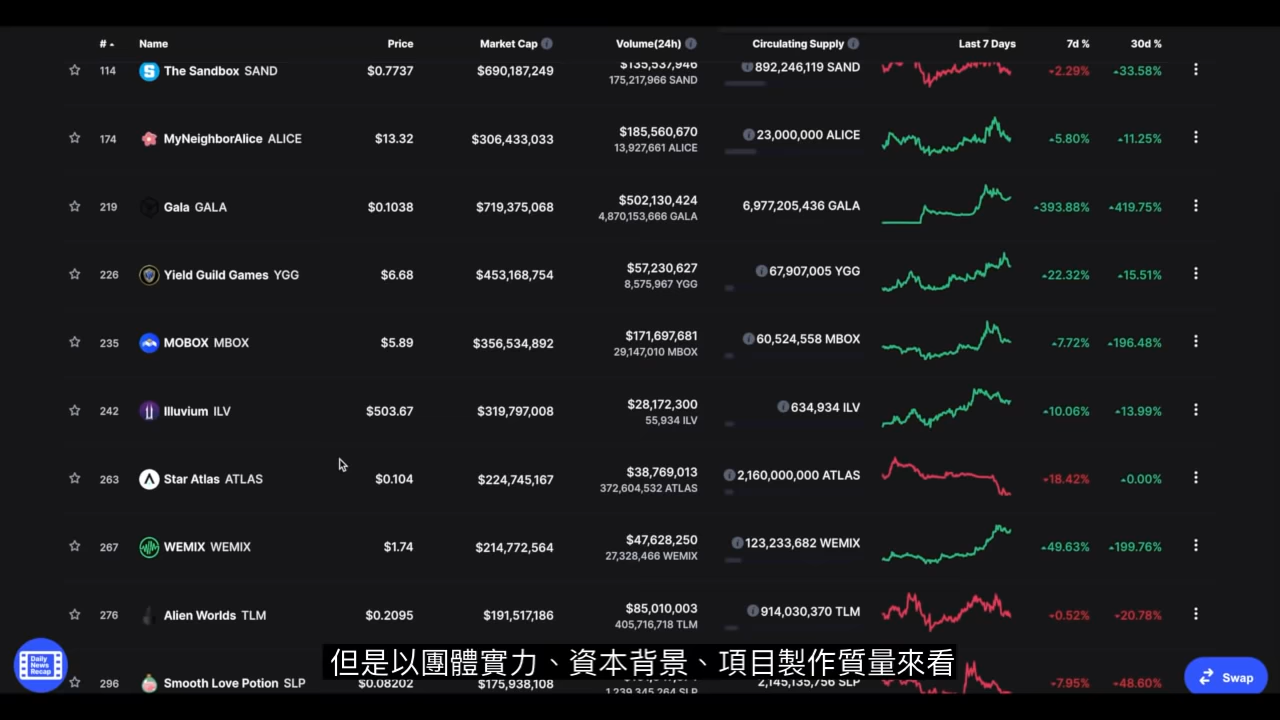 # Name Price Market Cap Volume(24h) Circulating Supply Last 7 Days 7d % 30d %
114 The Sandbox SAND $0.7737 $690,187,249 $135,537,946 892,246,119 SAND 2.29% 33.58%
175,217,966 SAND
174 MyNeighborAlice ALICE $13.32 $306,433,033 $185,560,670 23,000,000 ALICE 5.80% 11.25%
13,927,661 ALICE
219 Gala GALA $0.1038 $719,375,068 $502,130,424 6,977,205,436 GALA 393.88% 419.75%
4,870,153,666 GALA
226 Yield Guild Games YGG $6.68 $453,168,754 $57,230,627 67,907,005 YGG 22.32% 15.51%
8,575,967 YGG
235 MOBOX MBOX $5.89 $356,534,892 $171,697,681 60,524,558 MBOX 7.72% 196.48%
29,147,010 MBOX
242 Illuvium ILV $503.67 $319,797,008 $28,172,300 634,934 ILV 10.06% 13.99%
55,934 ILV
263 Star Atlas ATLAS $0.104 $224,745,167 $38,769,013 2,160,000,000 ATLAS 18.42% 0.00%
372,604,532 ATLAS
267 WEMIX WEMIX $1.74 $214,772,564 $47,628,250 123,233,682 WEMIX 49.63% 199.76%
27,328,466 WEMIX
276 Alien Worlds TLM $0.2095 $191,517,186 $85,010,003 914,030,370 TLM 0.52% 20.78%
405,716,718 TLM
但是以團體實力、資本背景、項目製作質量來看
296 Smooth Love Potion SLP $0.08202 $175,938,108 2,145,135,756 SLP 7.95% 48.60%
1,239,345,264 SLP
Daily
News
Recap
Swap